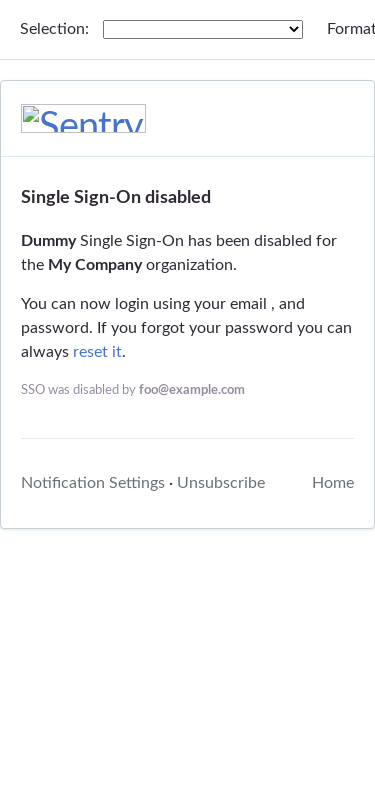 Selection: Format
Sentry
Single Sign-On disabled
Dummy Single Sign-On has been disabled for
the My Company organization.
You can now login using your email , and
password. If you forgot your password you can
always reset it.
SSO was disabled by foo@example.com
Notification Settings · Unsubscribe Home